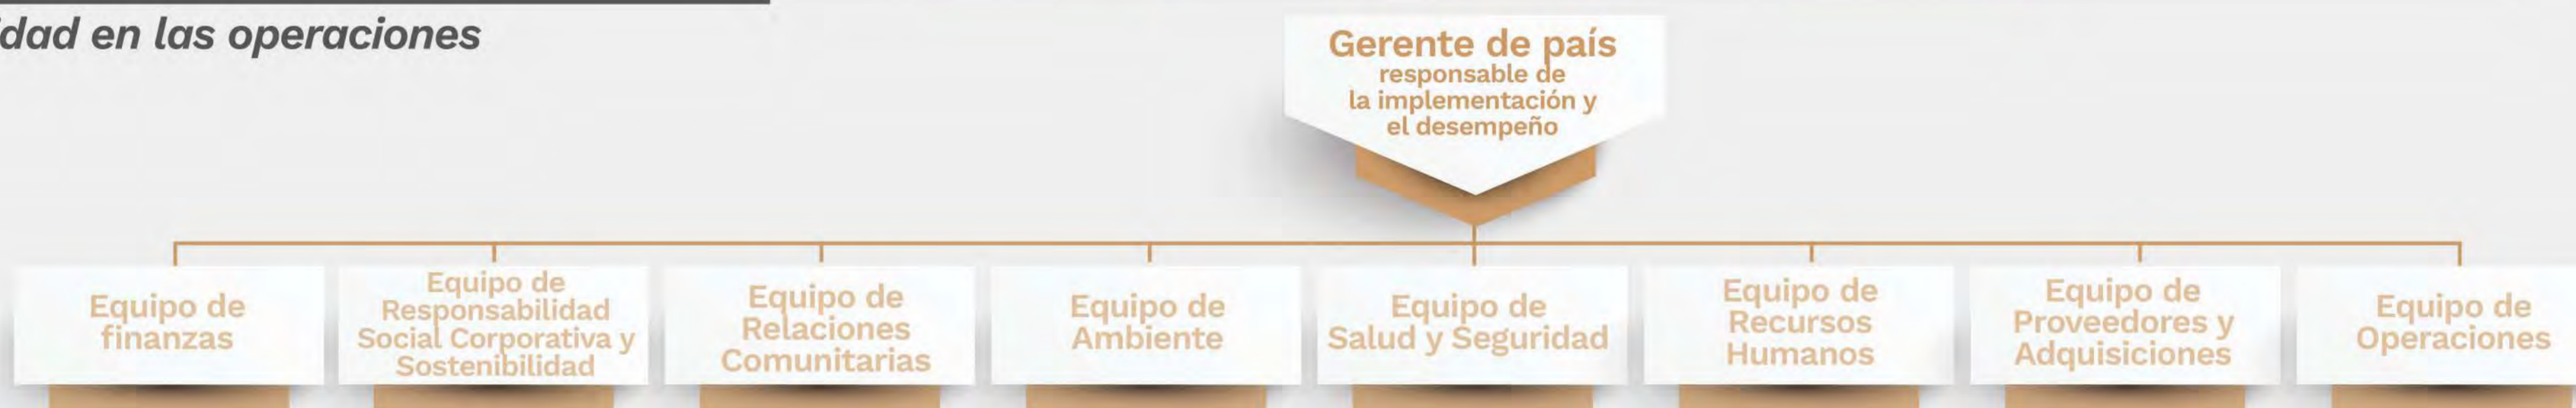 en las operaciones
Gerente de país
responsable de
la implementación y
el desempeño
Equipo de
finanzas
Equipo de
Responsabilidad
Social Corporativa y
Sostenibilidad
Equipo de
Relaciones
Comunitarias
Equipo de
Ambiente
Equipo de
Salud y Seguridad
Equipo de
Recursos
Humanos
Equipo de
Proveedores y
Adquisiciones
Equipo de
Operaciones